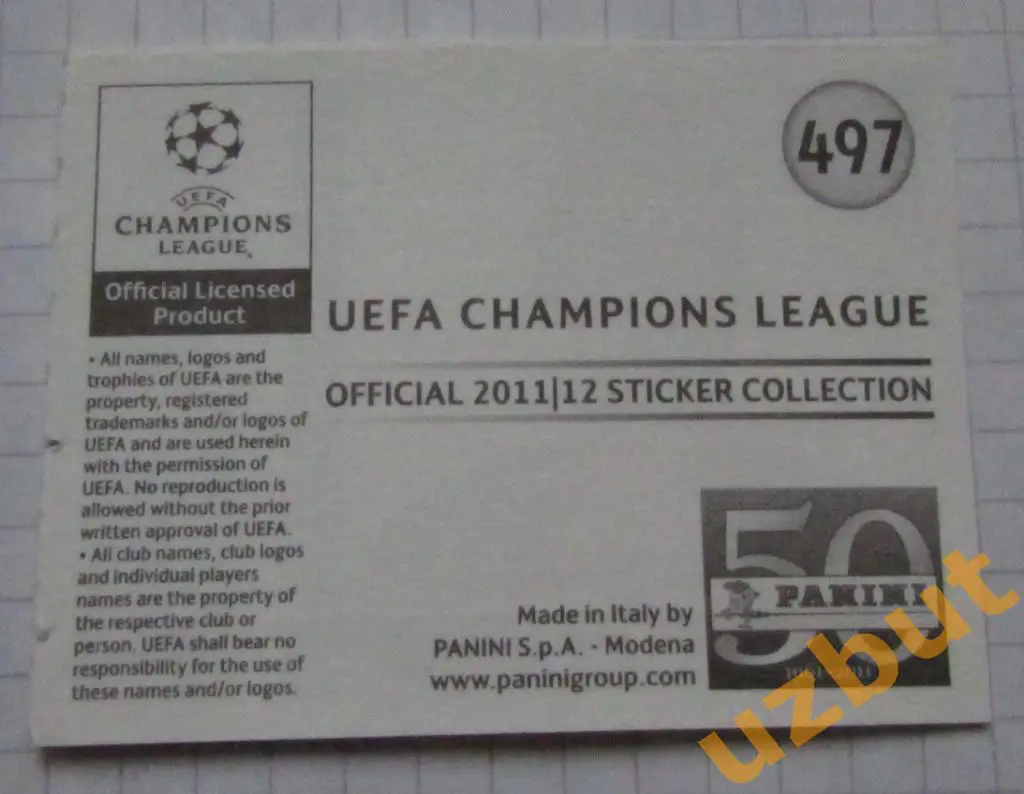 UEFA
CHAMPIONS
LEAGUE
Official Licensed
Product
• All names, logos and
trophies of UEFA are the
property, registered
trademarks and/or logos of
UEFA and are used herein
with the permission of
UEFA. No reproduction is
allowed without the prior
written approval of UEFA.
• All club names, club logos
and individual players
names are the property of
the respective club or
person. UEFA shall bear no
responsibility for the use of
these names and/or logos.
497
UEFA CHAMPIONS LEAGUE
OFFICIAL 2011|12 STICKER COLLECTION
Made in Italy by
PANINI S.p.A. - Modena
www.paninigroup.com
50
PANINI
1961-2011
uzbut